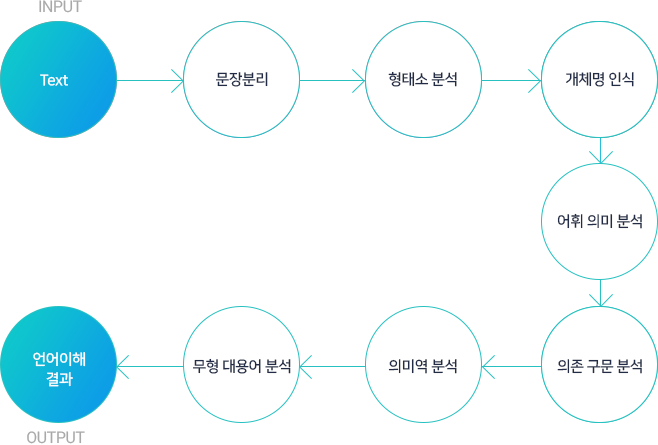 INPUT
Text
문장분리
형태소 분석
개체명 인식
어휘 의미 분석
의존 구문 분석
의미역 분석
무형 대용어 분석
언어이해
결과
OUTPUT